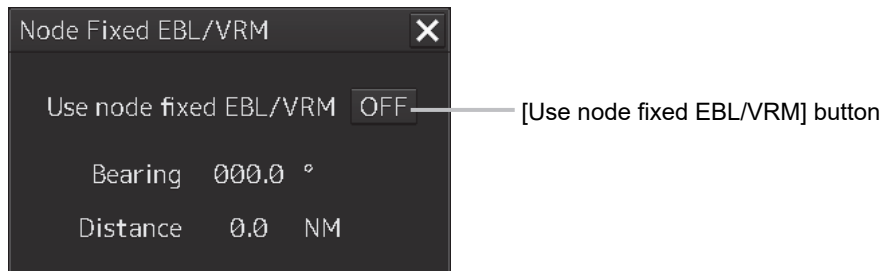 Node Fixed EBL/VRM
Use node fixed EBL/VRM OFF
[Use node fixed EBL/VRM] button
Bearing 000.0 °
Distance 0.0 NM